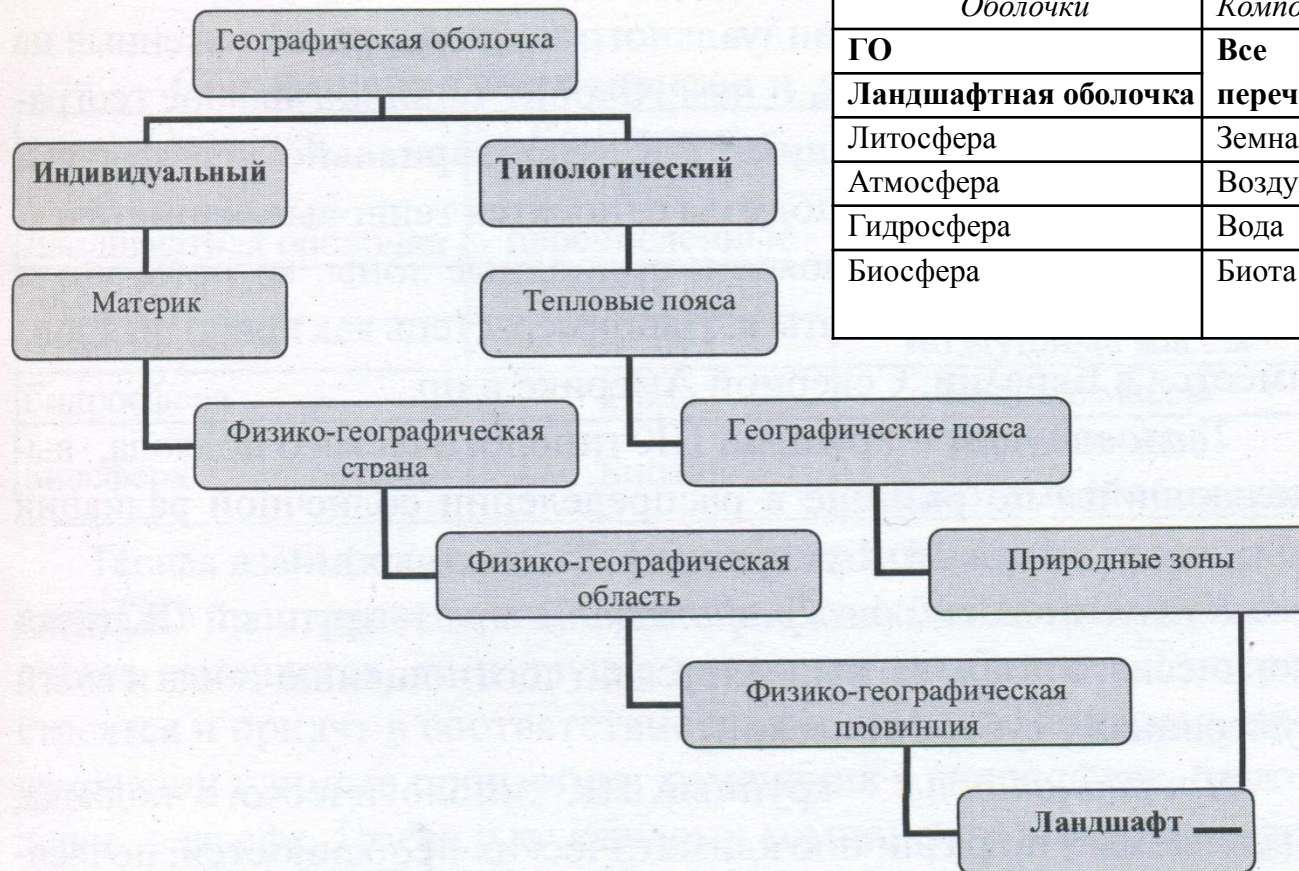 Географическая оболочка
Индивидуальный
Типологический
Материк
Тепловые пояса
Физико-географическая
страна
Географические пояса
Физико-географическая
область
Природные зоны
Физико-географическая
провинция
Ландшафт
Оболочки
ГО
Все
Ландшафтная оболочка
Литосфера
Атмосфера
Гидросфера
Вода
Биосфера
Биота